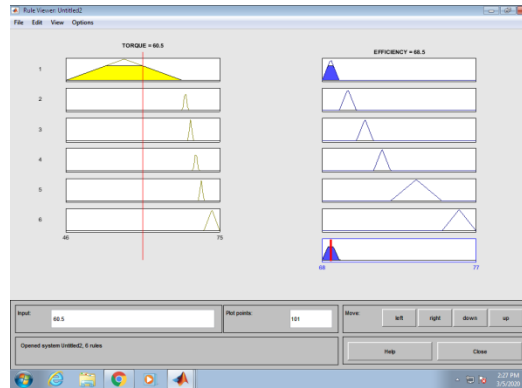 Rule Viewer: Untitled2
File Edit View Options
TORQUE = 60.5
EFFICIENCY = 68.5
1
2
3
4
5
6
46 75
68 77
Input: 60.5
Plot points: 101
Move: left right down up
Opened system Untitled2, 6 rules
Help Close
2:27 PM
3/5/2020